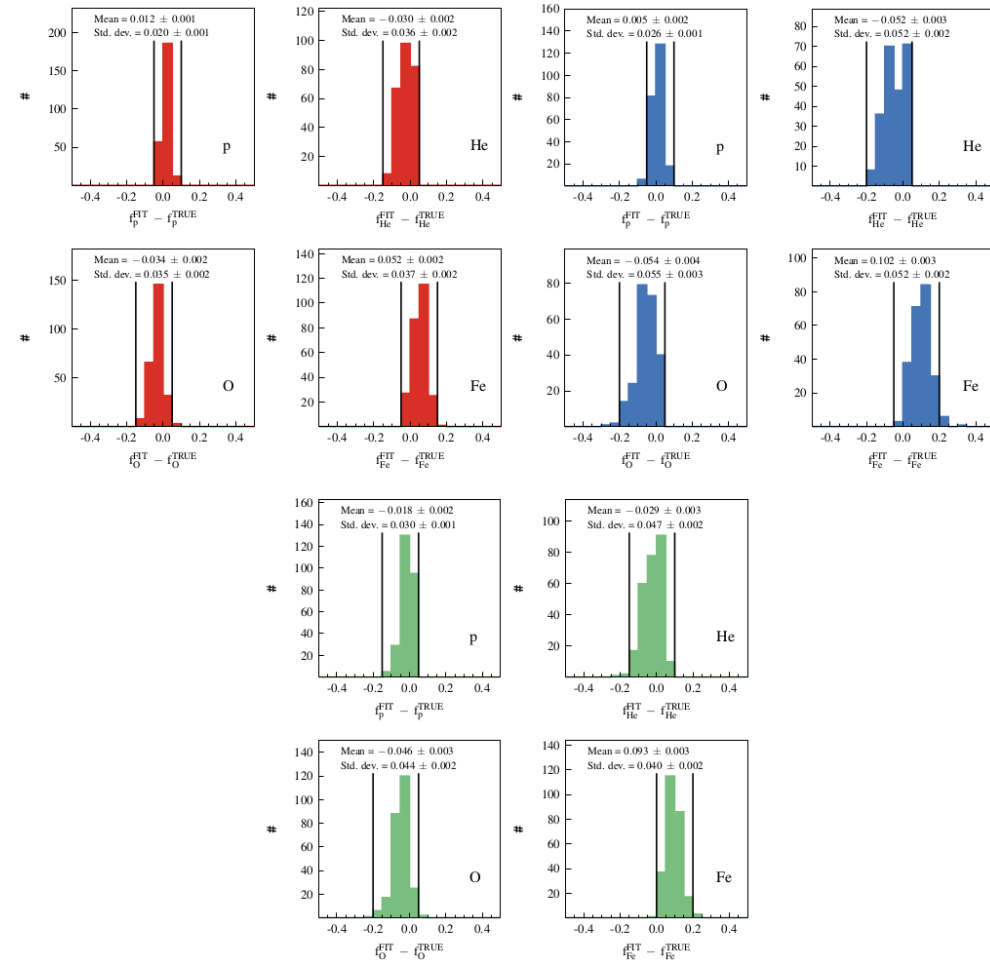 Mean = 0.012 ± 0.001
Std. dev. = 0.020 ± 0.001
200
150
100
50
#
p
-0.4 -0.2 0.0 0.2 0.4
f_p^FIT − f_p^TRUE
Mean = −0.030 ± 0.002
Std. dev. = 0.036 ± 0.002
120
100
80
60
40
20
#
He
-0.4 -0.2 0.0 0.2 0.4
f_He^FIT − f_He^TRUE
Mean = 0.005 ± 0.002
Std. dev. = 0.026 ± 0.001
160
140
120
100
80
60
40
20
#
p
-0.4 -0.2 0.0 0.2 0.4
f_p^FIT − f_p^TRUE
Mean = −0.052 ± 0.003
Std. dev. = 0.052 ± 0.002
80
70
60
50
40
30
20
10
#
He
-0.4 -0.2 0.0 0.2 0.4
f_He^FIT − f_He^TRUE
Mean = −0.034 ± 0.002
Std. dev. = 0.035 ± 0.002
150
100
50
#
O
-0.4 -0.2 0.0 0.2 0.4
f_O^FIT − f_O^TRUE
Mean = 0.052 ± 0.002
Std. dev. = 0.037 ± 0.002
140
120
100
80
60
40
20
#
Fe
-0.4 -0.2 0.0 0.2 0.4
f_Fe^FIT − f_Fe^TRUE
Mean = −0.054 ± 0.004
Std. dev. = 0.055 ± 0.003
80
60
40
20
#
O
-0.4 -0.2 0.0 0.2 0.4
f_O^FIT − f_O^TRUE
Mean = 0.102 ± 0.003
Std. dev. = 0.052 ± 0.002
100
80
60
40
20
#
Fe
-0.4 -0.2 0.0 0.2 0.4
f_Fe^FIT − f_Fe^TRUE
Mean = −0.018 ± 0.002
Std. dev. = 0.030 ± 0.001
160
140
120
100
80
60
40
20
#
p
-0.4 -0.2 0.0 0.2 0.4
f_p^FIT − f_p^TRUE
Mean = −0.029 ± 0.003
Std. dev. = 0.047 ± 0.002
100
80
60
40
20
#
He
-0.4 -0.2 0.0 0.2 0.4
f_He^FIT − f_He^TRUE
Mean = −0.046 ± 0.003
Std. dev. = 0.044 ± 0.002
140
120
100
80
60
40
20
#
O
-0.4 -0.2 0.0 0.2 0.4
f_O^FIT − f_O^TRUE
Mean = 0.093 ± 0.003
Std. dev. = 0.040 ± 0.002
140
120
100
80
60
40
20
#
Fe
-0.4 -0.2 0.0 0.2 0.4
f_Fe^FIT − f_Fe^TRUE